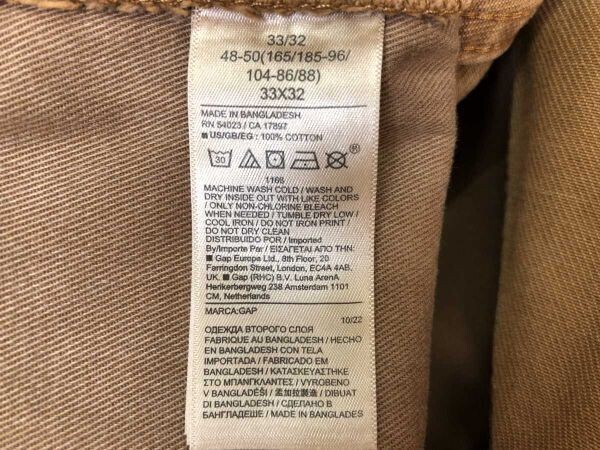 33/32
48-50(165/185-96/
104-86/88)
33X32
MADE IN BANGLADESH
RN 54023 / CA 17897
■ US/GB/EG : 100% COTTON
30 ®
1166
MACHINE WASH COLD / WASH AND
DRY INSIDE OUT WITH LIKE COLORS
/ ONLY NON-CHLORINE BLEACH
WHEN NEEDED / TUMBLE DRY LOW /
COOL IRON / DO NOT IRON PRINT /
DO NOT DRY CLEAN
DISTRIBUIDO POR / Imported
By/Importe Par / ΕΙΣΑΓΕΤΑΙ ΑΠΟ ΤΗΝ:
■ Gap Europe Ltd., 8th Floor, 20
Farringdon Street, London, EC4A 4AB,
UK. ■ Gap (RHC) B.V. Luna ArenA
Herikerbergweg 238 Amsterdam 1101
CM, Netherlands
MARCA:GAP
10/22
ОДЕЖДА ВТОРОГО СЛОЯ
FABRIQUE AU BANGLADESH / HECHO
EN BANGLADESH CON TELA
IMPORTADA / FABRICADO EM
BANGLADESH / ΚΑΤΑΣΚΕΥΑΣΤΗΚΕ
ΣΤΟ ΜΠΑΝΓΚΛΑΝΤΕΣ / VYROBENO
V BANGLADÉŠI / 孟加拉製造 / DIBUAT
DI BANGLADESH / СДЕЛАНО В
БАНГЛАДЕШЕ / MADE IN BANGLADESH